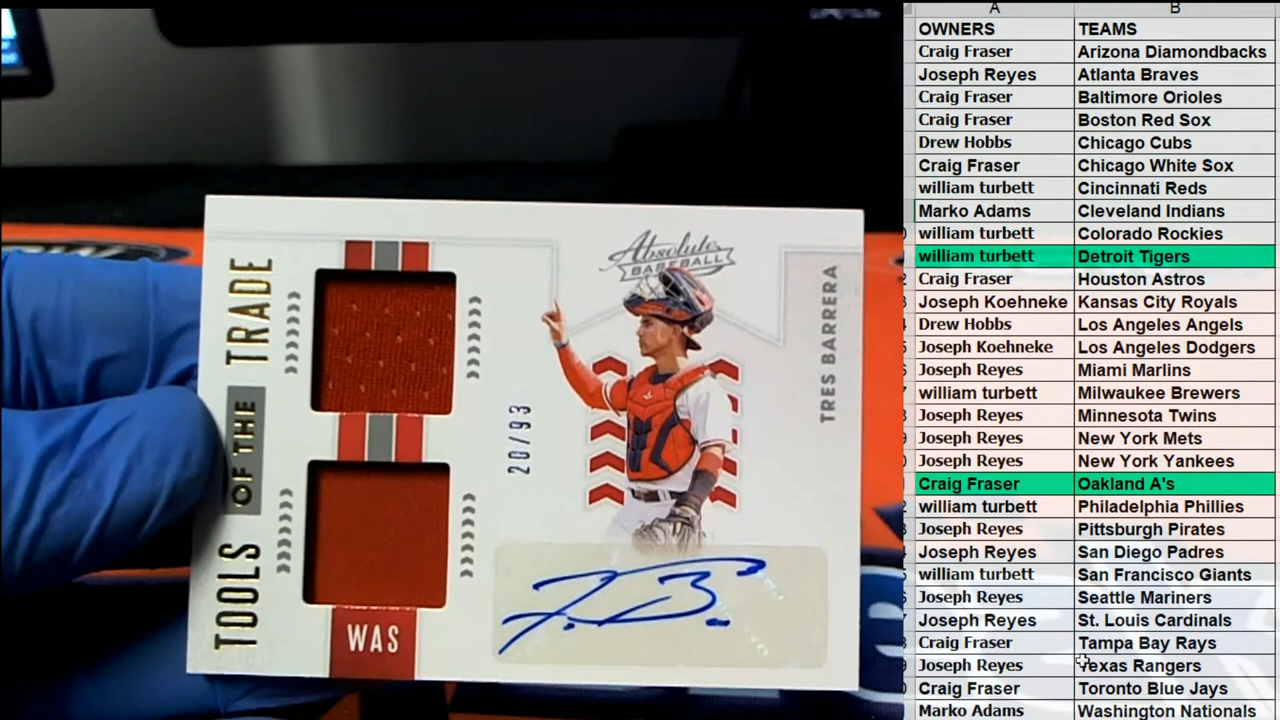 TOOLS OF THE TRADE
WAS
20/93
Absolute
BASEBALL
TRES BARRERA
A B
OWNERS TEAMS
Craig Fraser Arizona Diamondbacks
Joseph Reyes Atlanta Braves
Craig Fraser Baltimore Orioles
Craig Fraser Boston Red Sox
Drew Hobbs Chicago Cubs
Craig Fraser Chicago White Sox
william turbett Cincinnati Reds
Marko Adams Cleveland Indians
william turbett Colorado Rockies
william turbett Detroit Tigers
Craig Fraser Houston Astros
Joseph Koehneke Kansas City Royals
Drew Hobbs Los Angeles Angels
Joseph Koehneke Los Angeles Dodgers
Joseph Reyes Miami Marlins
william turbett Milwaukee Brewers
Joseph Reyes Minnesota Twins
Joseph Reyes New York Mets
Joseph Reyes New York Yankees
Craig Fraser Oakland A's
william turbett Philadelphia Phillies
Joseph Reyes Pittsburgh Pirates
Joseph Reyes San Diego Padres
william turbett San Francisco Giants
Joseph Reyes Seattle Mariners
Joseph Reyes St. Louis Cardinals
Craig Fraser Tampa Bay Rays
Joseph Reyes Texas Rangers
Craig Fraser Toronto Blue Jays
Marko Adams Washington Nationals